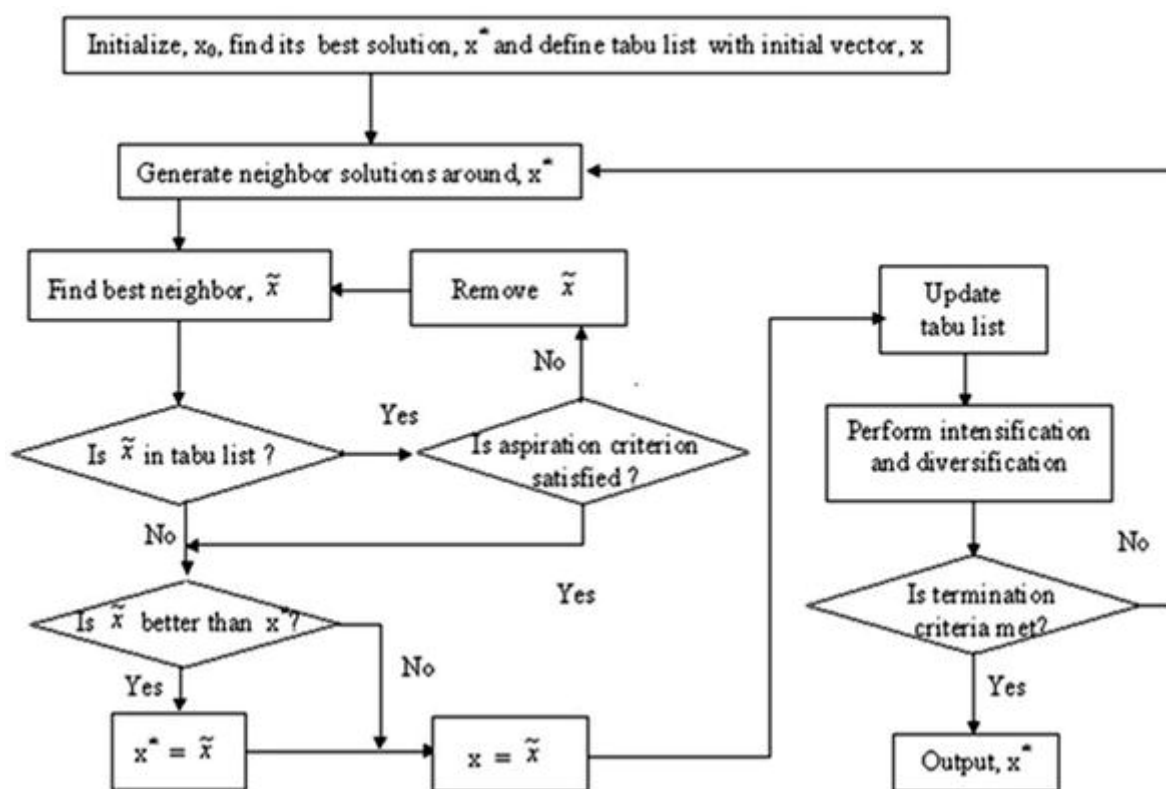 Initialize, x₀, find its best solution, x* and define tabu list with initial vector, x
Generate neighbor solutions around, x*
Find best neighbor, x̃
Remove x̃
Update
tabu list
No
Yes
Is x̃ in tabu list ?
Is aspiration criterion
satisfied ?
Perform intensification
and diversification
No
No
Yes
Is x̃ better than x*?
Is termination
criteria met?
No
Yes
Yes
x* = x̃
x = x̃
Output, x*